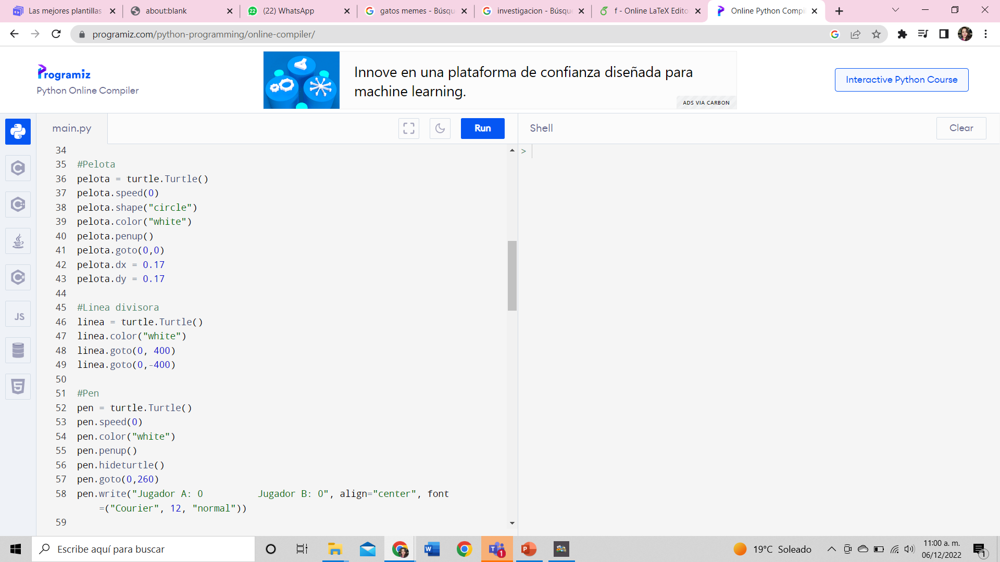 Las mejores plantillas
about:blank
(22) WhatsApp
gatos memes - Búsqu
investigacion - Búsque
f - Online LaTeX Edito
Online Python Compil
programiz.com/python-programming/online-compiler/
Programiz
Python Online Compiler
Innove en una plataforma de confianza diseñada para
machine learning.
ADS VIA CARBON
Interactive Python Course
main.py
Run
Shell
Clear
34
35 #Pelota
36 pelota = turtle.Turtle()
37 pelota.speed(0)
38 pelota.shape("circle")
39 pelota.color("white")
40 pelota.penup()
41 pelota.goto(0,0)
42 pelota.dx = 0.17
43 pelota.dy = 0.17
44
45 #Linea divisora
46 linea = turtle.Turtle()
47 linea.color("white")
48 linea.goto(0, 400)
49 linea.goto(0,-400)
50
51 #Pen
52 pen = turtle.Turtle()
53 pen.speed(0)
54 pen.color("white")
55 pen.penup()
56 pen.hideturtle()
57 pen.goto(0,260)
58 pen.write("Jugador A: 0          Jugador B: 0", align="center", font
=("Courier", 12, "normal"))
59
>
JS
Escribe aquí para buscar
19°C Soleado
11:00 a. m.
06/12/2022
1